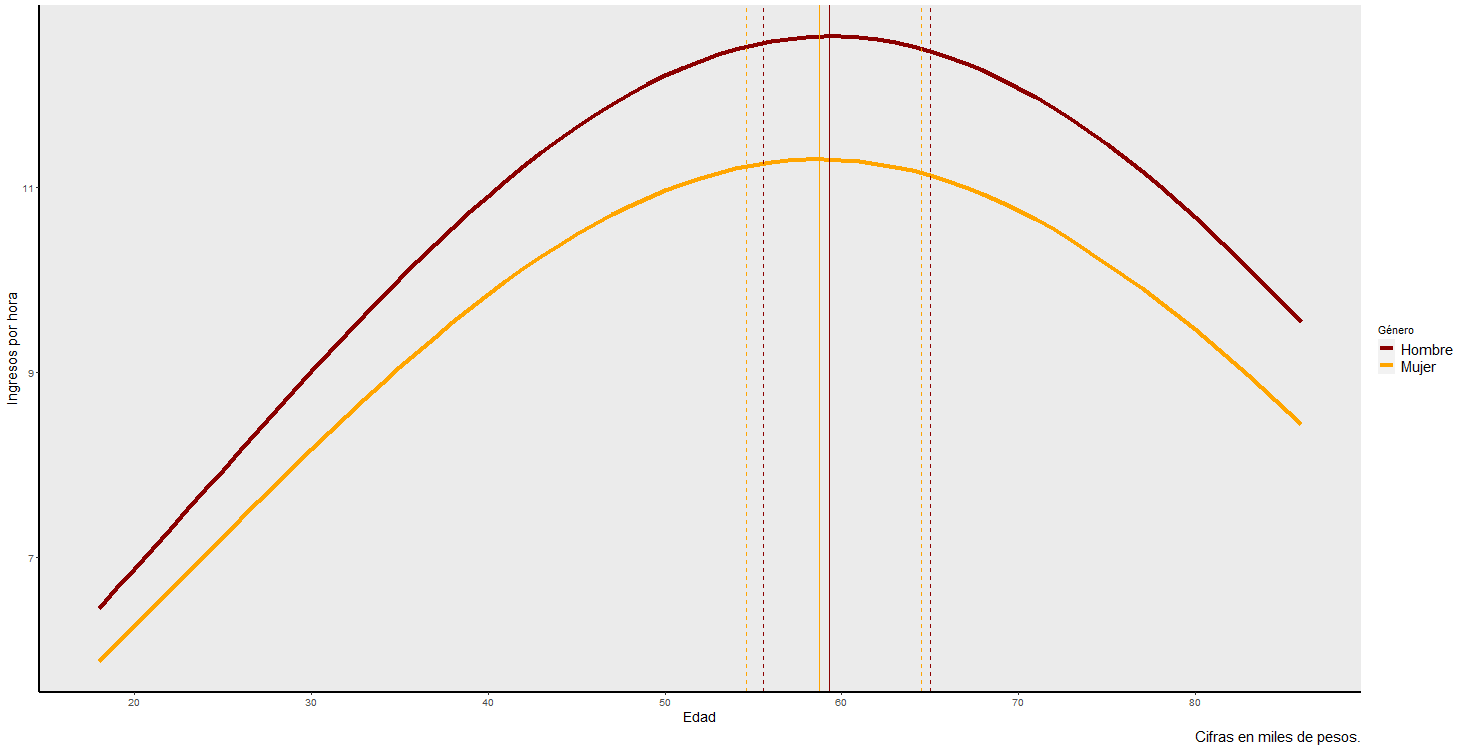 Ingresos por hora
11
9
7
20 30 40 50 60 70 80
Edad
Género
Hombre
Mujer
Cifras en miles de pesos.